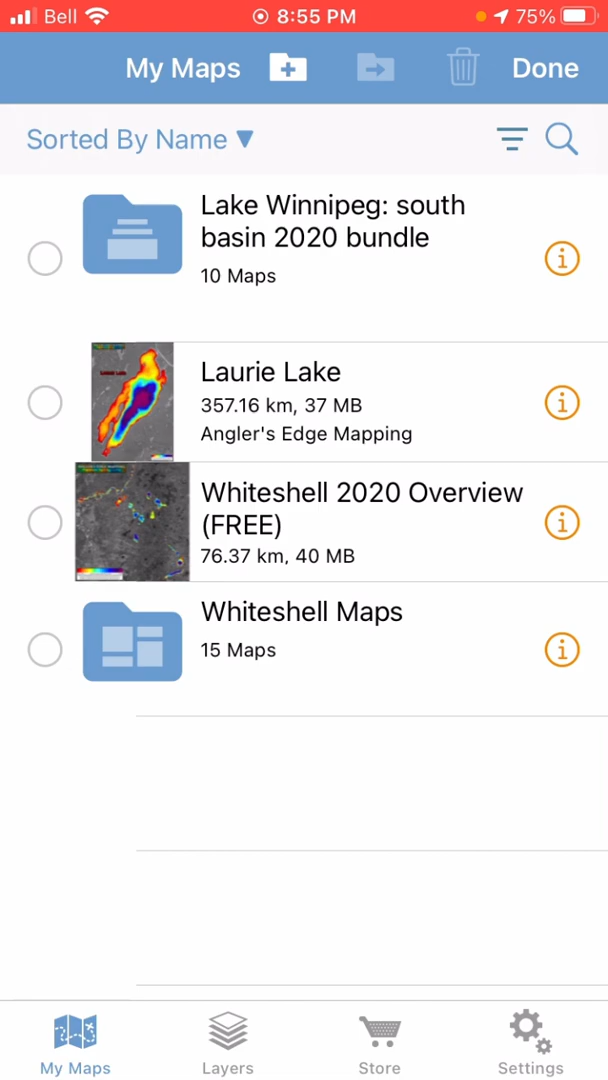 Bell 8:55 PM 75%
My Maps Done
Sorted By Name ▼
Lake Winnipeg: south
basin 2020 bundle
10 Maps
Laurie Lake
357.16 km, 37 MB
Angler's Edge Mapping
Whiteshell 2020 Overview
(FREE)
76.37 km, 40 MB
Whiteshell Maps
15 Maps
My Maps Layers Store Settings